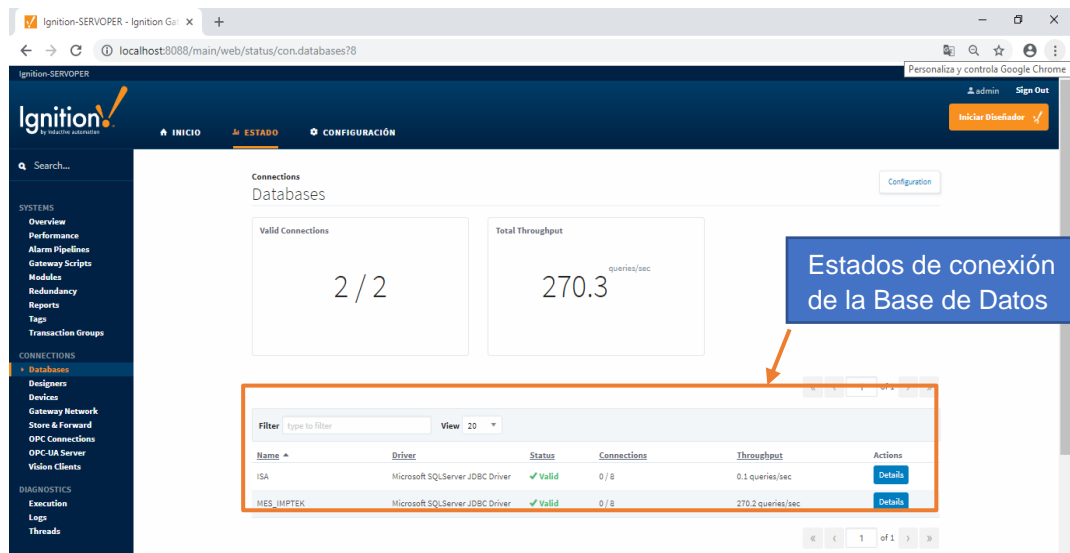 Ignition-SERVOPER - Ignition Gat
localhost:8088/main/web/status/con.databases?8
Personaliza y controla Google Chrome
Ignition-SERVOPER
admin Sign Out
Ignition!
by inductive automation
INICIO ESTADO CONFIGURACIÓN
Iniciar Diseñador
Search...
SYSTEMS
Overview
Performance
Alarm Pipelines
Gateway Scripts
Modules
Redundancy
Reports
Tags
Transaction Groups
CONNECTIONS
Databases
Designers
Devices
Gateway Network
Store & Forward
OPC Connections
OPC-UA Server
Vision Clients
DIAGNOSTICS
Execution
Logs
Threads
Connections
Databases
Configuration
Valid Connections
2 / 2
Total Throughput
270.3 queries/sec
Estados de conexión
de la Base de Datos
« ‹ 1 of 1 › »
Filter type to filter View 20
Name Driver Status Connections Throughput Actions
ISA Microsoft SQLServer JDBC Driver Valid 0 / 8 0.1 queries/sec Details
MES_IMPTEK Microsoft SQLServer JDBC Driver Valid 0 / 8 270.2 queries/sec Details
« ‹ 1 of 1 › »